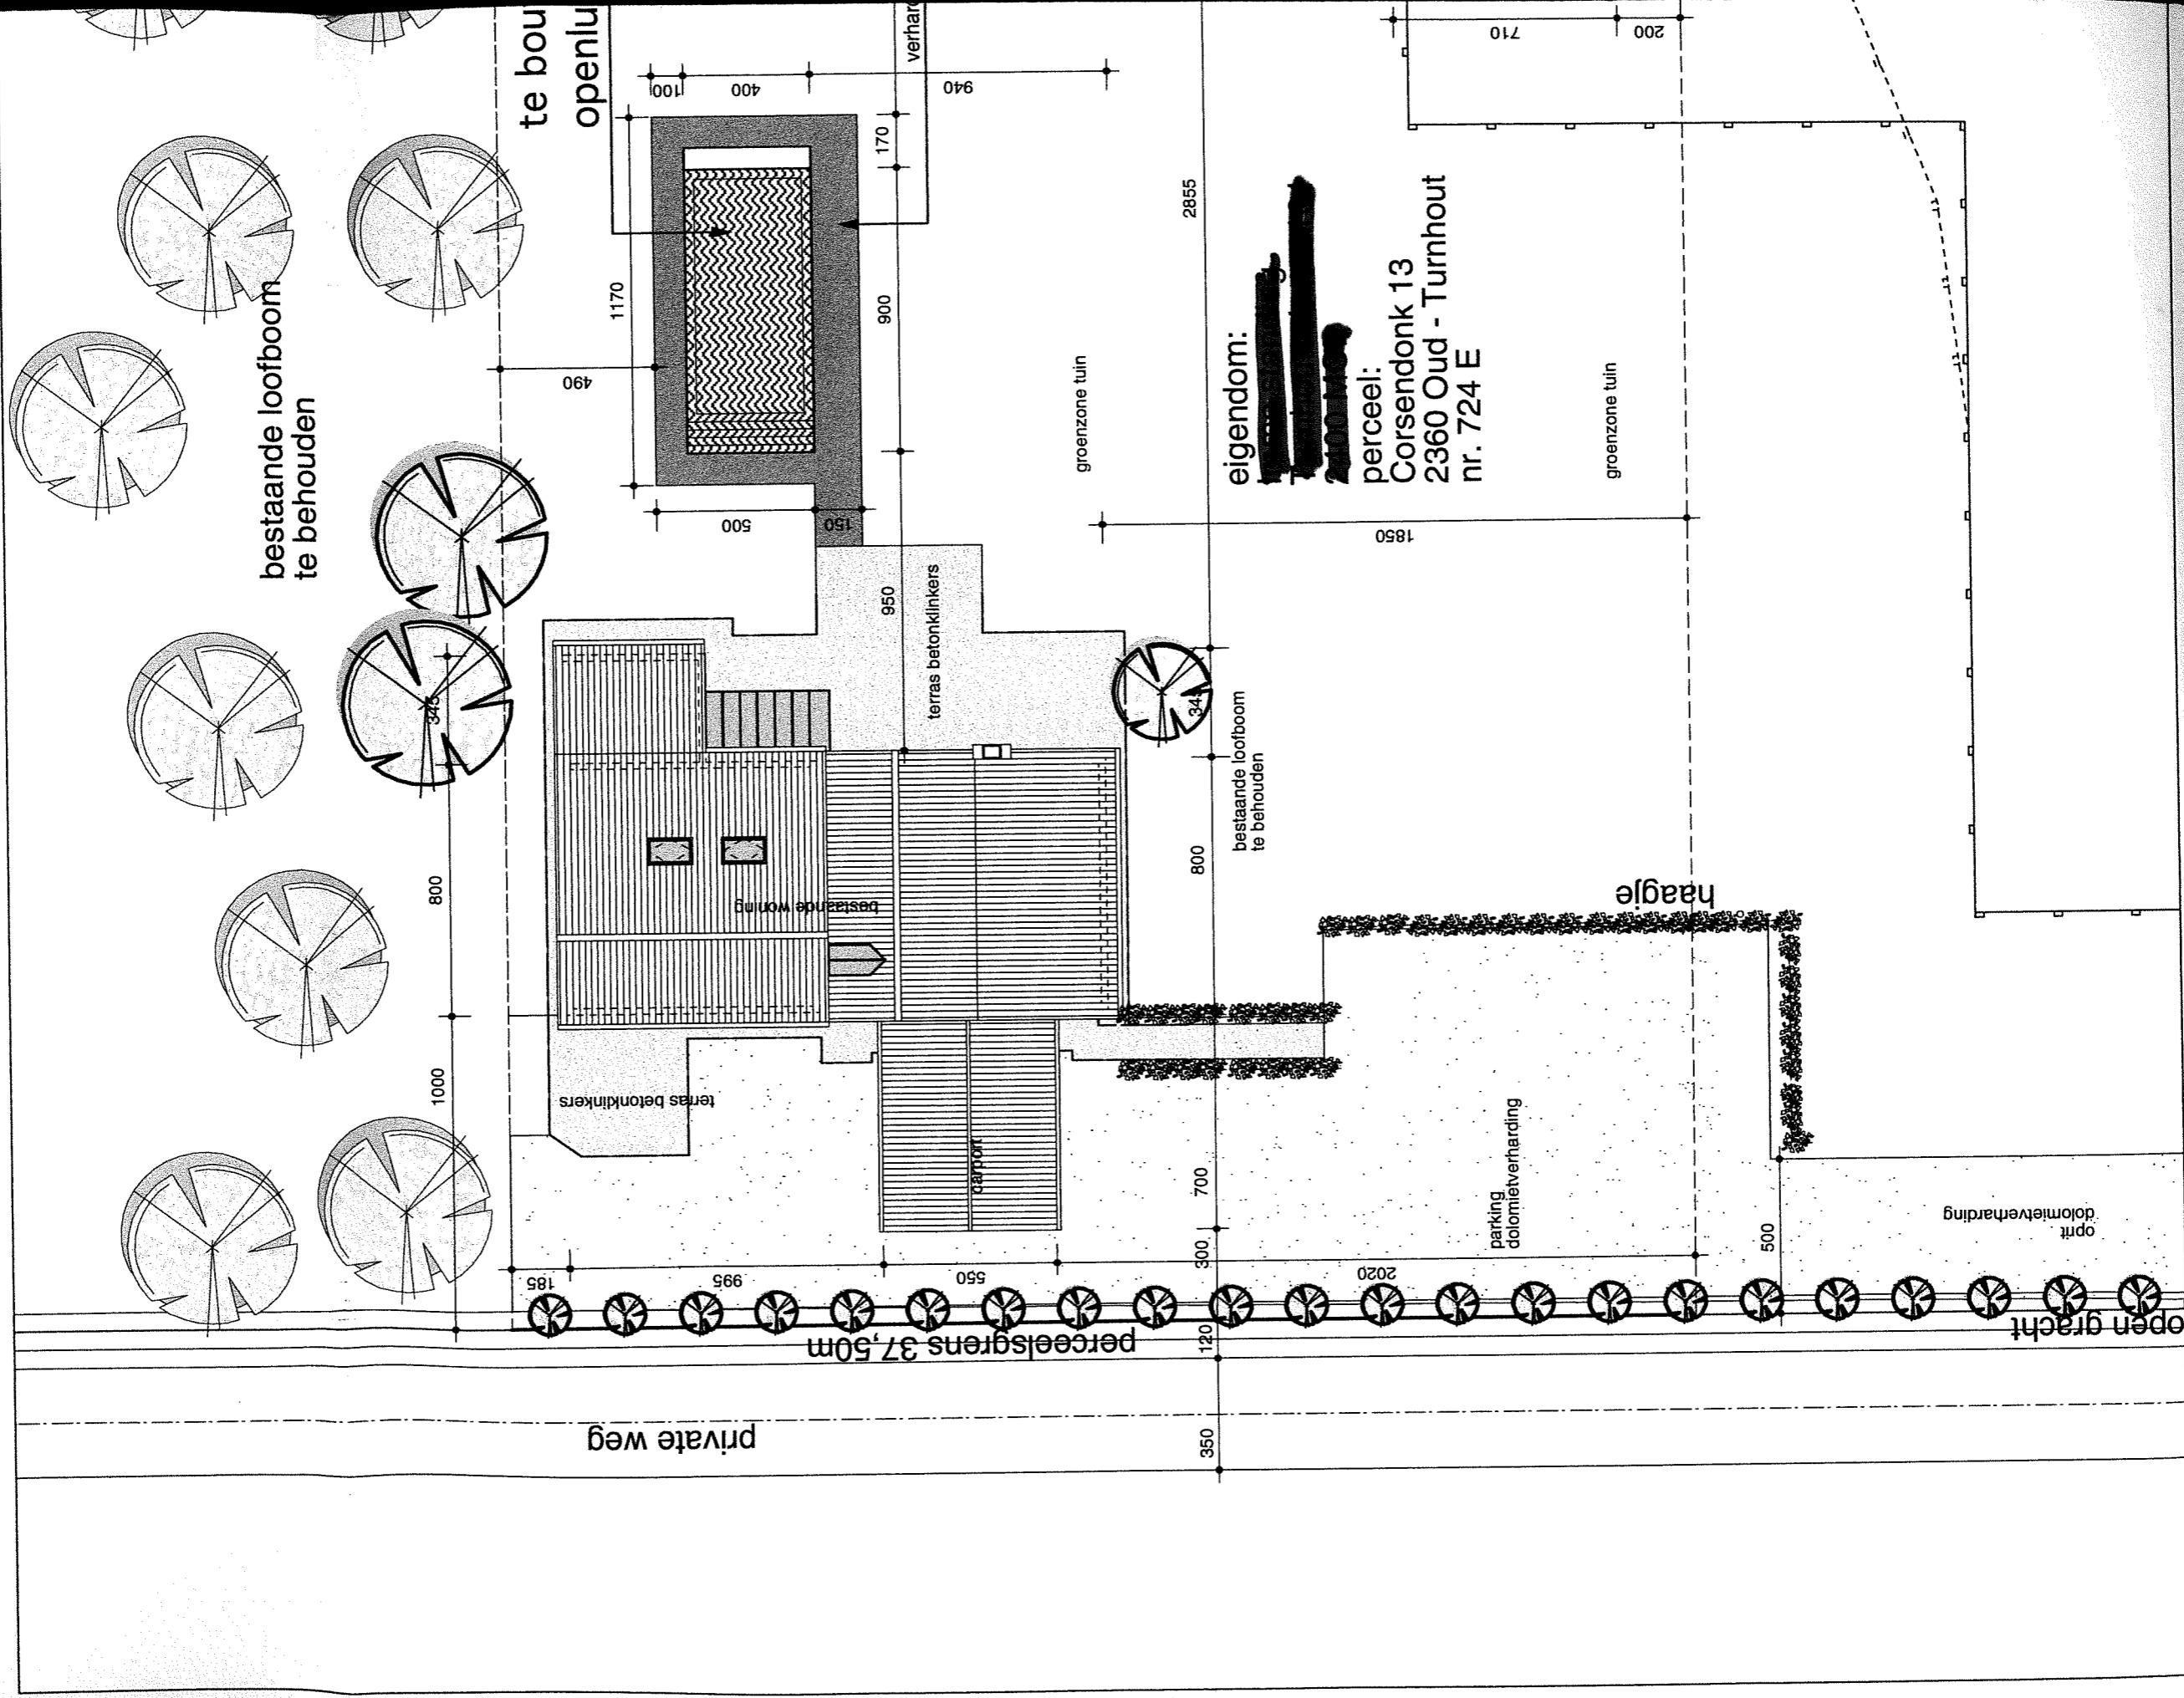 te bou
openlu
verhard
710
200
100
400
940
170
1170
900
490
2855
bestaande loofboom
te behouden
eigendom:
perceel:
Corsendonk 13
2360 Oud - Turnhout
nr. 724 E
groenzone tuin
groenzone tuin
500
150
1850
950
terras betonklinkers
345
bestaande loofboom
te behouden
800
800
bestaande woning
haagje
1000
terras betonklinkers
carport
700
parking
dolomietverharding
oprit
dolomietverharding
500
300
185
995
550
2020
perceelsgrens 37,50m
120
open gracht
private weg
350